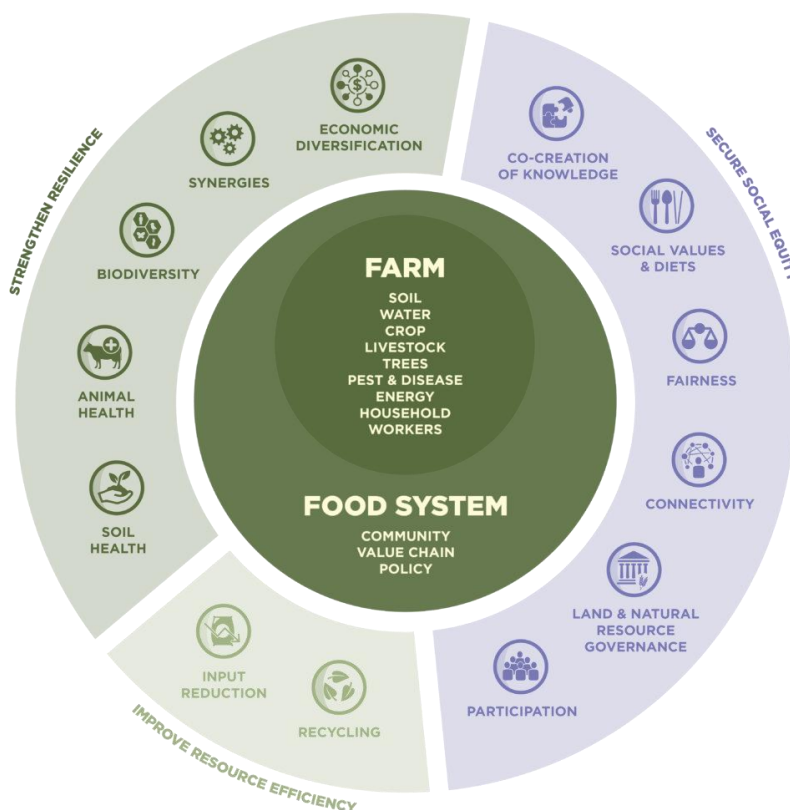 STRENGTHEN RESILIENCE
ECONOMIC
DIVERSIFICATION
SYNERGIES
BIODIVERSITY
ANIMAL
HEALTH
SOIL
HEALTH
SECURE SOCIAL EQUITY
CO-CREATION
OF KNOWLEDGE
SOCIAL VALUES
& DIETS
FAIRNESS
CONNECTIVITY
LAND & NATURAL
RESOURCE
GOVERNANCE
PARTICIPATION
IMPROVE RESOURCE EFFICIENCY
INPUT
REDUCTION
RECYCLING
FARM
SOIL
WATER
CROP
LIVESTOCK
TREES
PEST & DISEASE
ENERGY
HOUSEHOLD
WORKERS
FOOD SYSTEM
COMMUNITY
VALUE CHAIN
POLICY
$